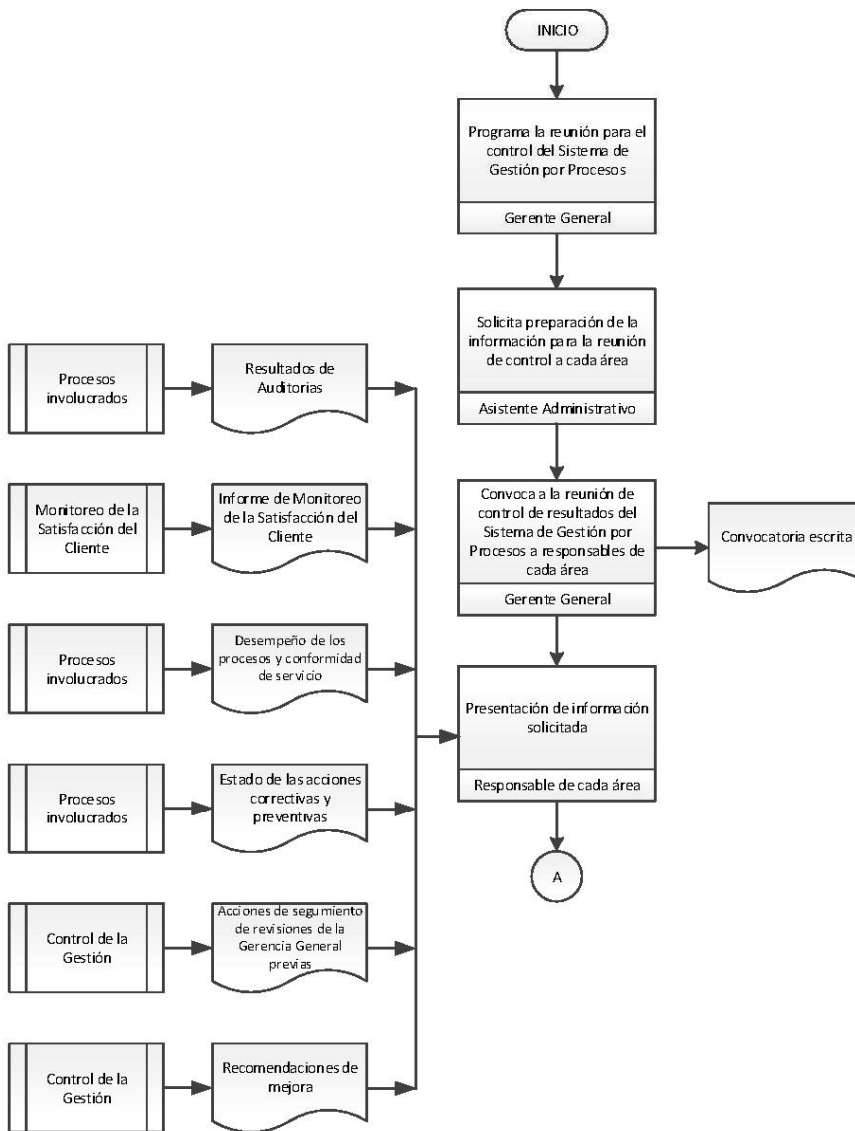 INICIO
Programa la reunión para el
control del Sistema de
Gestión por Procesos
Gerente General
Solicita preparación de la
información para la reunión
de control a cada área
Asistente Administrativo
Convoca a la reunión de
control de resultados del
Sistema de Gestión por
Procesos a responsables de
cada área
Gerente General
Convocatoria escrita
Presentación de información
solicitada
Responsable de cada área
A
Procesos
involucrados
Resultados de
Auditorias
Monitoreo de la
Satisfacción del
Cliente
Informe de Monitoreo
de la Satisfacción del
Cliente
Procesos
involucrados
Desempeño de los
procesos y conformidad
de servicio
Procesos
involucrados
Estado de las acciones
correctivas y
preventivas
Control de la
Gestión
Acciones de segumiento
de revisiones de la
Gerencia General
previas
Control de la
Gestión
Recomendaciones de
mejora